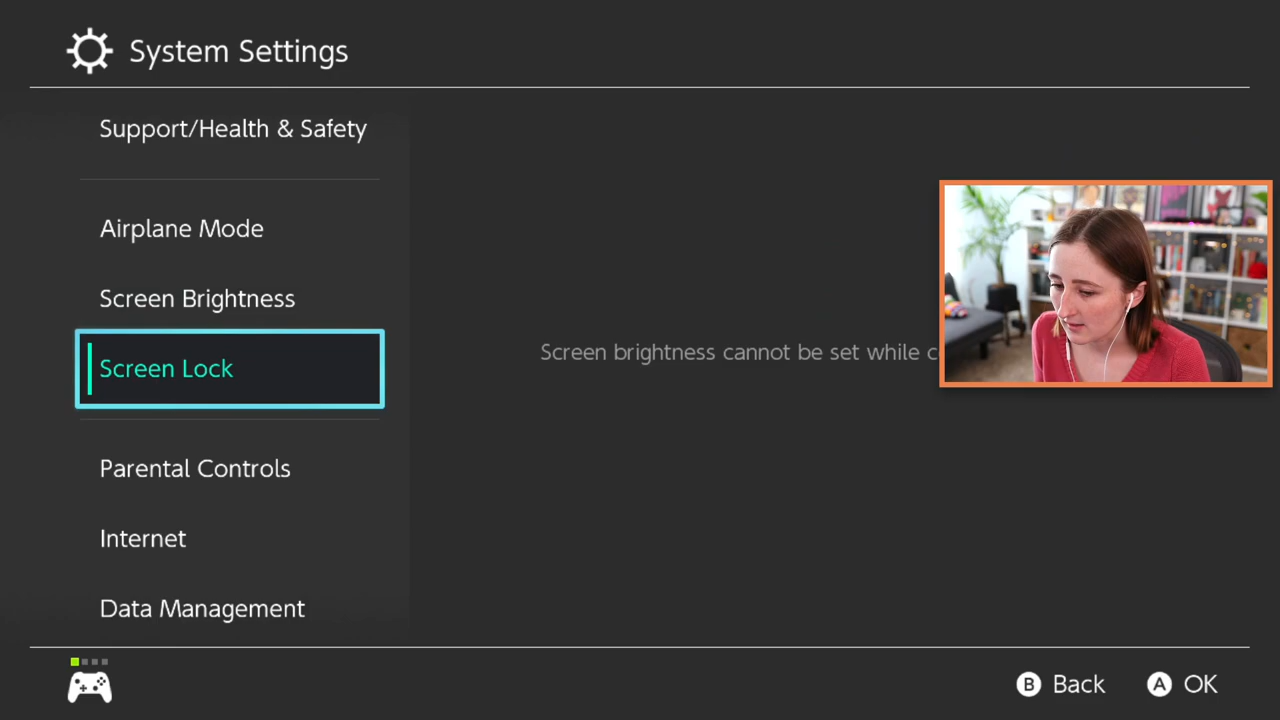 System Settings
Support/Health & Safety
Airplane Mode
Screen Brightness
Screen brightness cannot be set while
Screen Lock
Parental Controls
Internet
Data Management
B Back A OK